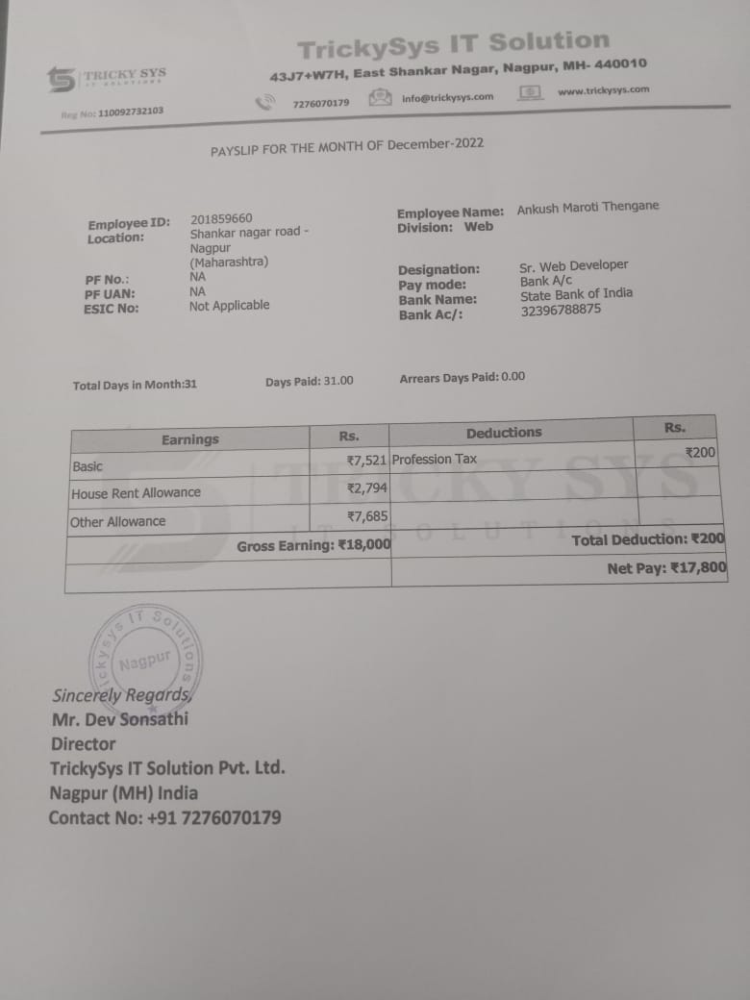 TrickySys IT Solution
43J7+W7H, East Shankar Nagar, Nagpur, MH- 440010
TRICKY SYS
IT SOLUTIONS
7276070179 info@trickysys.com www.trickysys.com
Reg No: 110092732103
PAYSLIP FOR THE MONTH OF December-2022
Employee ID: 201859660 Employee Name: Ankush Maroti Thengane
Location: Shankar nagar road - Division: Web
Nagpur
(Maharashtra)
PF No.: NA Designation: Sr. Web Developer
PF UAN: NA Pay mode: Bank A/c
ESIC No: Not Applicable Bank Name: State Bank of India
Bank Ac/: 32396788875
Total Days in Month:31 Days Paid: 31.00 Arrears Days Paid: 0.00
Earnings Rs. Deductions Rs.
Basic ₹7,521 Profession Tax ₹200
House Rent Allowance ₹2,794
Other Allowance ₹7,685
Gross Earning: ₹18,000 Total Deduction: ₹200
Net Pay: ₹17,800
TRICKY SYS
IT SOLUTIONS
Trickysys IT Solutions
Nagpur
Sincerely Regards,
Mr. Dev Sonsathi
Director
TrickySys IT Solution Pvt. Ltd.
Nagpur (MH) India
Contact No: +91 7276070179